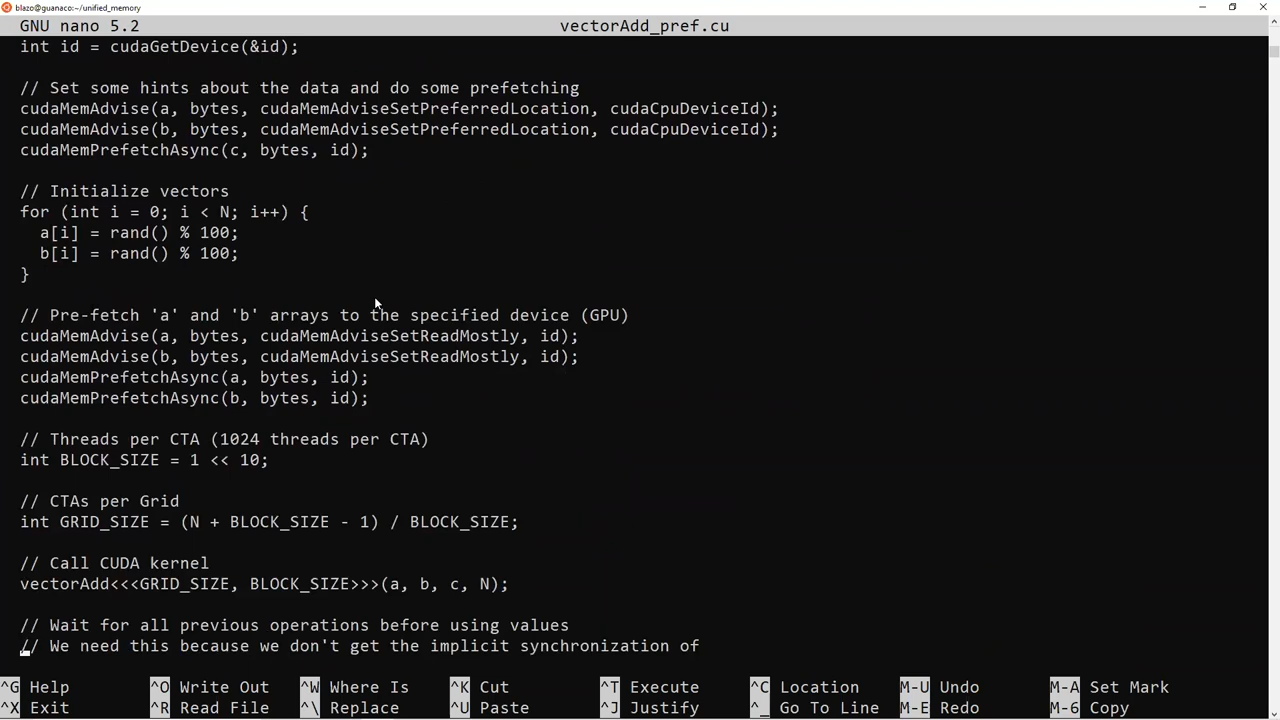 blazo@guanaco: ~/unified_memory
GNU nano 5.2 vectorAdd_pref.cu
int id = cudaGetDevice(&id);
// Set some hints about the data and do some prefetching
cudaMemAdvise(a, bytes, cudaMemAdviseSetPreferredLocation, cudaCpuDeviceId);
cudaMemAdvise(b, bytes, cudaMemAdviseSetPreferredLocation, cudaCpuDeviceId);
cudaMemPrefetchAsync(c, bytes, id);
// Initialize vectors
for (int i = 0; i < N; i++) {
a[i] = rand() % 100;
b[i] = rand() % 100;
}
// Pre-fetch 'a' and 'b' arrays to the specified device (GPU)
cudaMemAdvise(a, bytes, cudaMemAdviseSetReadMostly, id);
cudaMemAdvise(b, bytes, cudaMemAdviseSetReadMostly, id);
cudaMemPrefetchAsync(a, bytes, id);
cudaMemPrefetchAsync(b, bytes, id);
// Threads per CTA (1024 threads per CTA)
int BLOCK_SIZE = 1 << 10;
// CTAs per Grid
int GRID_SIZE = (N + BLOCK_SIZE - 1) / BLOCK_SIZE;
// Call CUDA kernel
vectorAdd<<<GRID_SIZE, BLOCK_SIZE>>>(a, b, c, N);
// Wait for all previous operations before using values
// We need this because we don't get the implicit synchronization of
^G Help ^O Write Out ^W Where Is ^K Cut ^T Execute ^C Location M-U Undo M-A Set Mark
^X Exit ^R Read File ^\ Replace ^U Paste ^J Justify ^_ Go To Line M-E Redo M-6 Copy